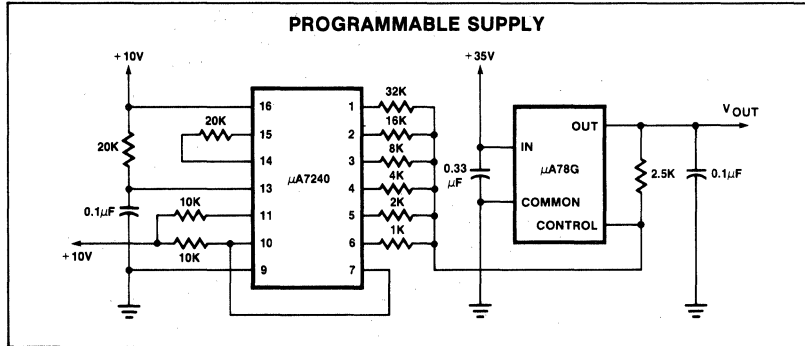 PROGRAMMABLE SUPPLY
+10V
20K
0.1μF
+10V
10K
10K
20K
μA7240
16
15
14
13
11
10
9
1
2
3
4
5
6
7
32K
16K
8K
4K
2K
1K
+35V
0.33
μF
IN
COMMON
OUT
μA78G
CONTROL
2.5K
0.1μF
VOUT